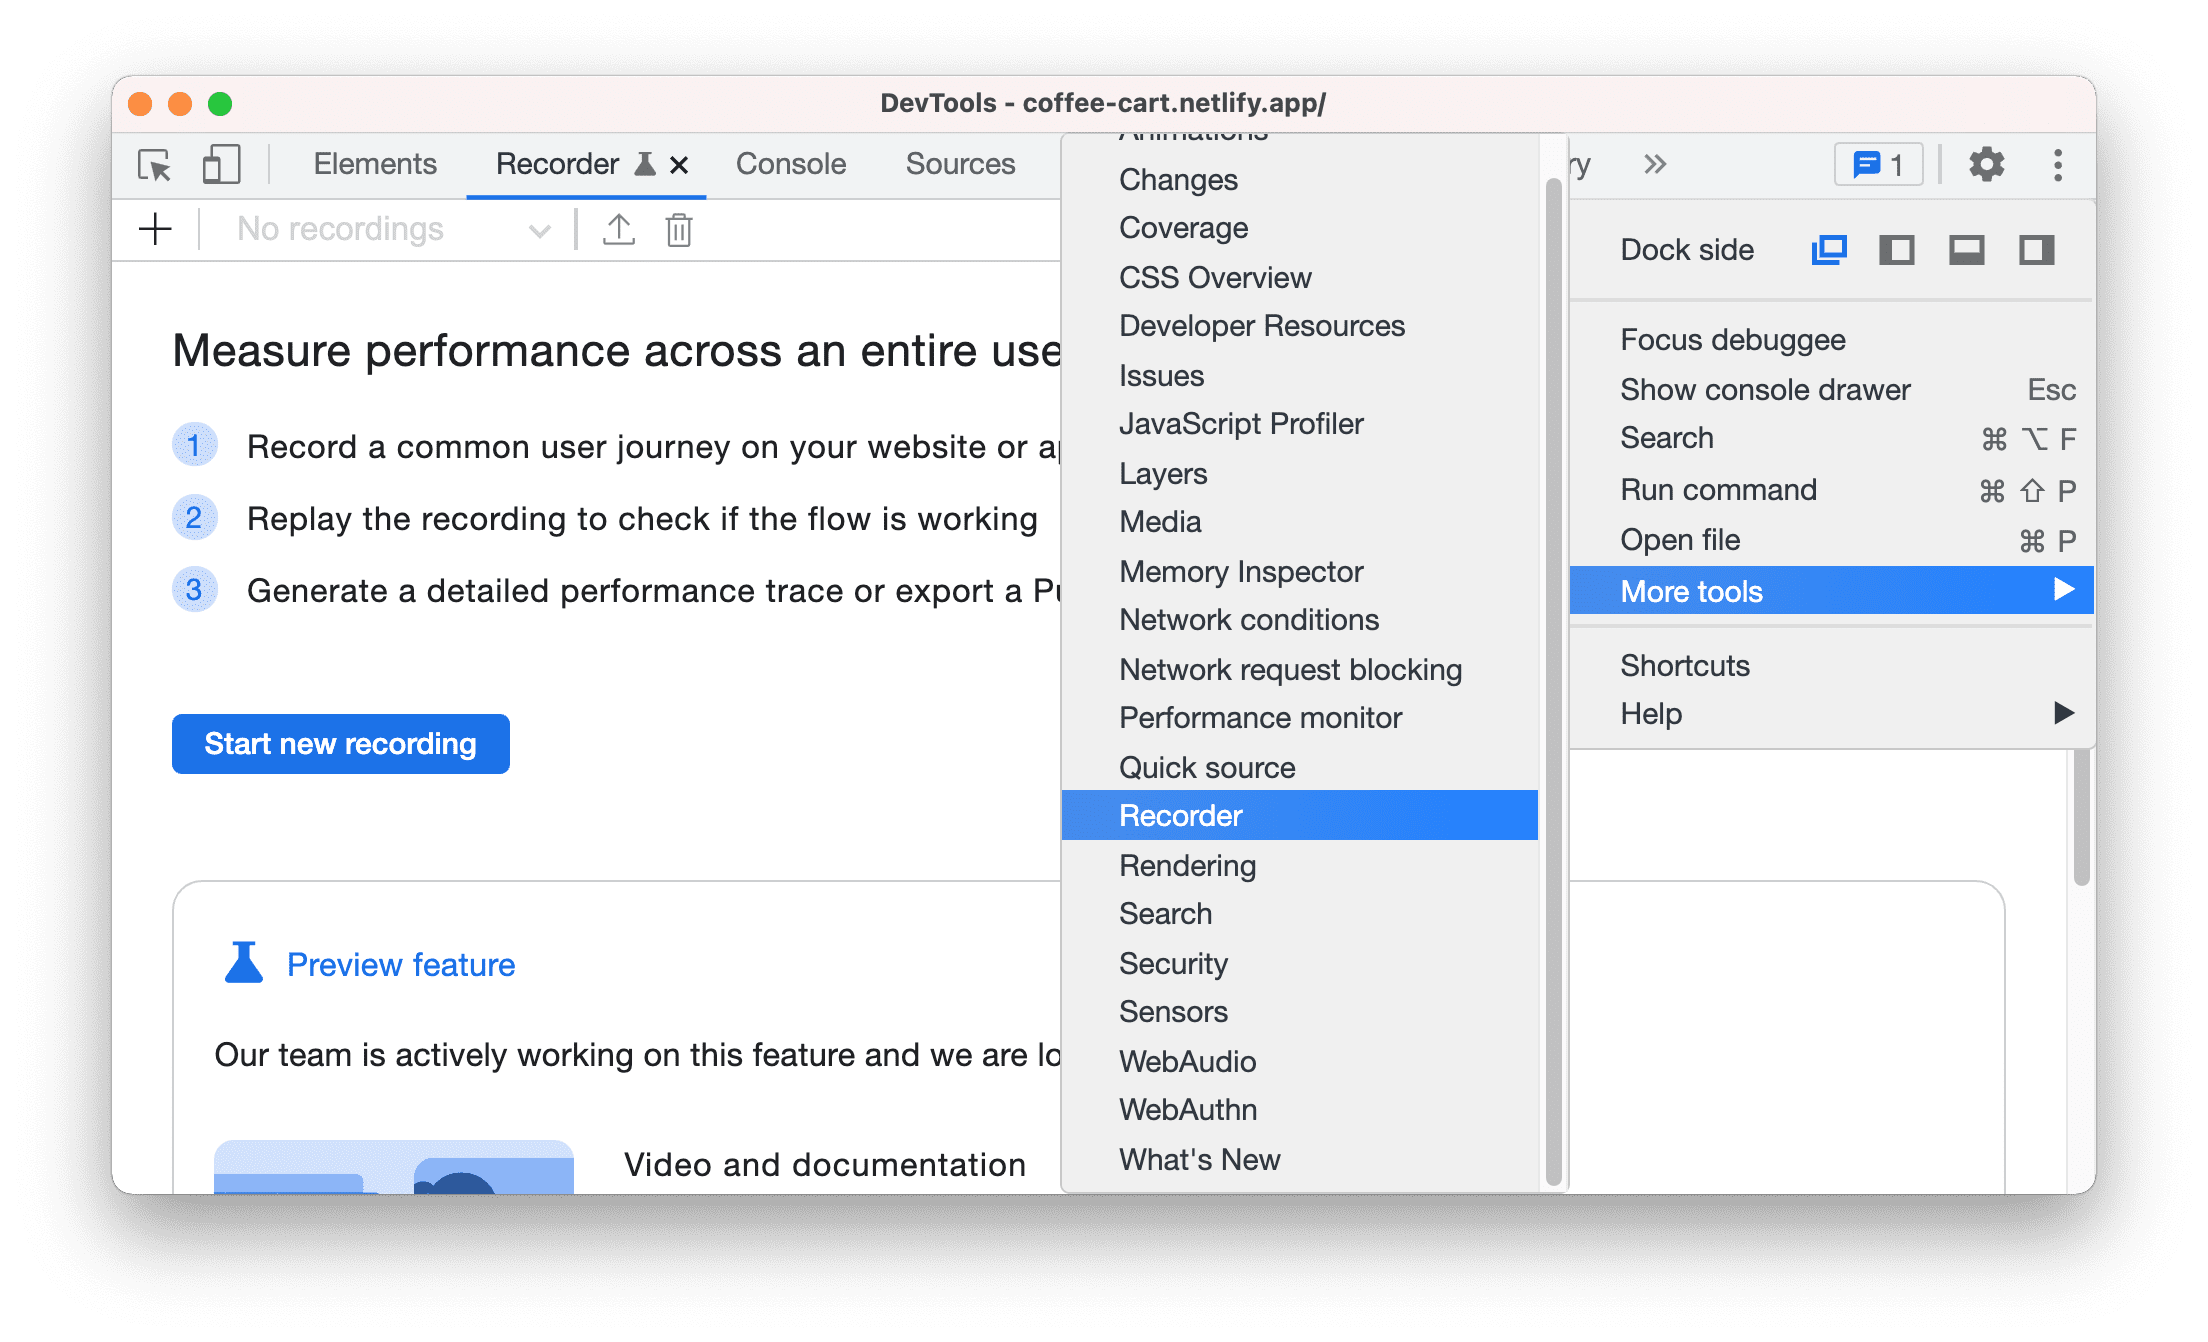 DevTools - coffee-cart.netlify.app/
Elements Recorder Console Sources ry 1
No recordings
Measure performance across an entire use
1 Record a common user journey on your website or a
2 Replay the recording to check if the flow is working
3 Generate a detailed performance trace or export a Pu
Start new recording
Preview feature
Our team is actively working on this feature and we are lo
Video and documentation
Animations
Changes
Coverage
CSS Overview
Developer Resources
Issues
JavaScript Profiler
Layers
Media
Memory Inspector
Network conditions
Network request blocking
Performance monitor
Quick source
Recorder
Rendering
Search
Security
Sensors
WebAudio
WebAuthn
What's New
Dock side
Focus debuggee
Show console drawer Esc
Search ⌘ ⌥ F
Run command ⌘ ⇧ P
Open file ⌘ P
More tools
Shortcuts
Help